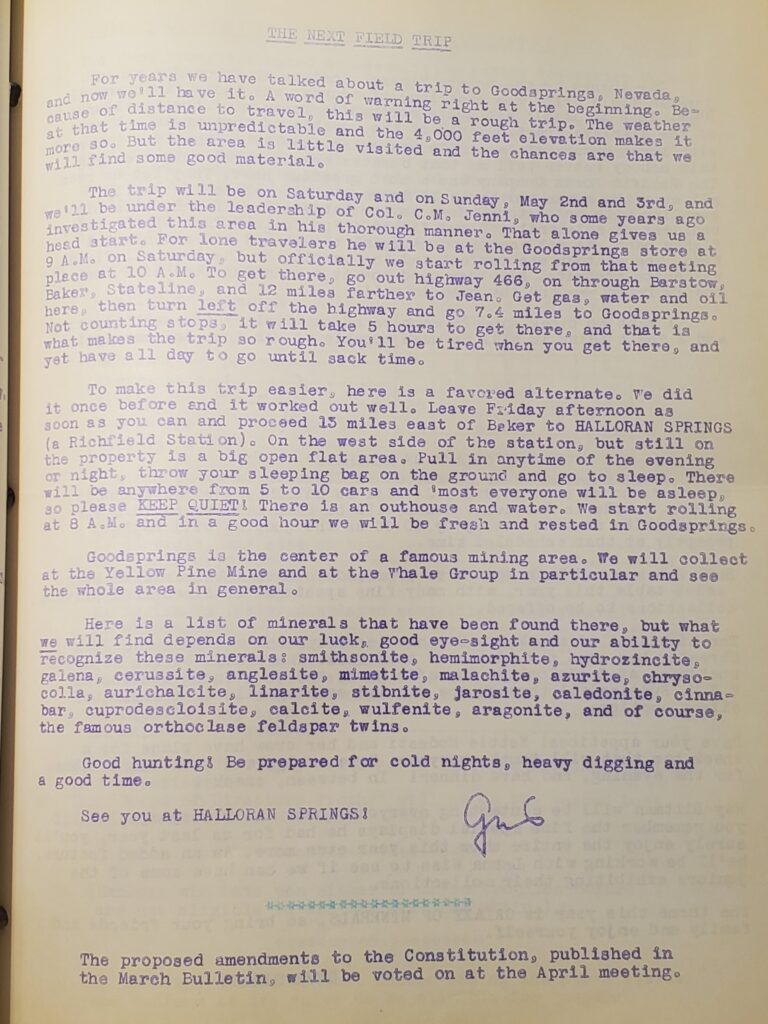 THE NEXT FIELD TRIP
For years we have talked about a trip to Goodsprings, Nevada,
and now we'll have it. A word of warning right at the beginning. Be-
cause of distance to travel, this will be a rough trip. The weather
at that time is unpredictable and the 4,000 feet elevation makes it
more so. But the area is little visited and the chances are that we
will find some good material.
The trip will be on Saturday and on Sunday, May 2nd and 3rd, and
we'll be under the leadership of Col. C.M. Jenni, who some years ago
investigated this area in his thorough manner. That alone gives us a
head start. For lone travelers he will be at the Goodsprings store at
9 A.M. on Saturday, but officially we start rolling from that meeting
place at 10 A.M. To get there, go out highway 466, on through Barstow,
Baker, Stateline, and 12 miles farther to Jean. Get gas, water and oil
here, then turn left off the highway and go 7.4 miles to Goodsprings.
Not counting stops, it will take 5 hours to get there, and that is
what makes the trip so rough. You'll be tired when you get there, and
yet have all day to go until sack time.
To make this trip easier, here is a favored alternate. We did
it once before and it worked out well. Leave Friday afternoon as
soon as you can and proceed 13 miles east of Baker to HALLORAN SPRINGS
(a Richfield Station). On the west side of the station, but still on
the property is a big open flat area. Pull in anytime of the evening
or night, throw your sleeping bag on the ground and go to sleep. There
will be anywhere from 5 to 10 cars and 'most everyone will be asleep,
so please KEEP QUIET! There is an outhouse and water. We start rolling
at 8 A.M. and in a good hour we will be fresh and rested in Goodsprings.
Goodsprings is the center of a famous mining area. We will collect
at the Yellow Pine Mine and at the Whale Group in particular and see
the whole area in general.
Here is a list of minerals that have been found there, but what
we will find depends on our luck, good eye-sight and our ability to
recognize these minerals: smithsonite, hemimorphite, hydrozincite,
galena, cerussite, anglesite, mimetite, malachite, azurite, chryso-
colla, aurichalcite, linarite, stibnite, jarosite, caledonite, cinna-
bar, cuprodescloisite, calcite, wulfenite, aragonite, and of course,
the famous orthoclase feldspar twins.
Good hunting! Be prepared for cold nights, heavy digging and
a good time.
See you at HALLORAN SPRINGS!
********************
The proposed amendments to the Constitution, published in
the March Bulletin, will be voted on at the April meeting.